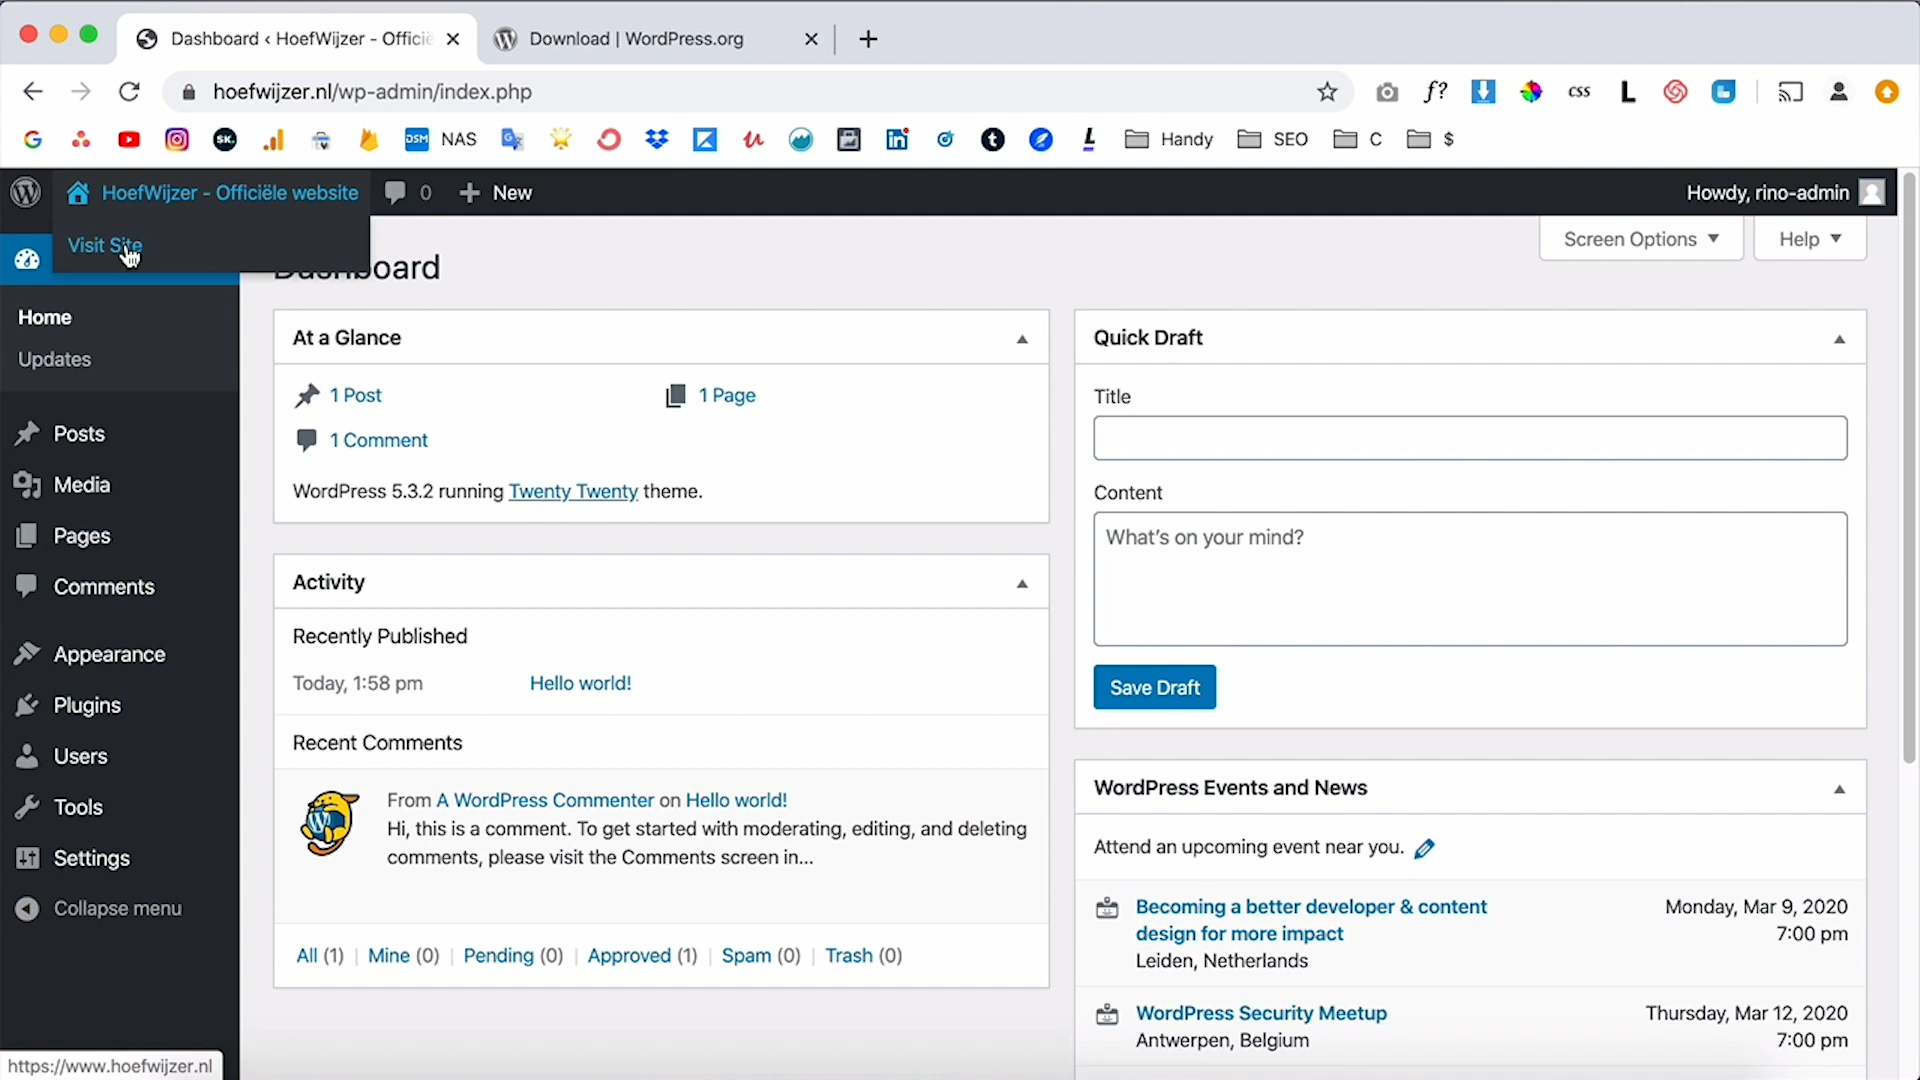 Dashboard ‹ HoefWijzer - Officië
Download | WordPress.org
hoefwijzer.nl/wp-admin/index.php
f?
CSS
L
G
SK.
DSM NAS
Handy
SEO
C
$
HoefWijzer - Officiële website
0
New
Howdy, rino-admin
Visit Site
Screen Options
Help
Dashboard
Home
Updates
Posts
Media
Pages
Comments
Appearance
Plugins
Users
Tools
Settings
Collapse menu
At a Glance
1 Post
1 Page
1 Comment
WordPress 5.3.2 running Twenty Twenty theme.
Activity
Recently Published
Today, 1:58 pm Hello world!
Recent Comments
From A WordPress Commenter on Hello world!
Hi, this is a comment. To get started with moderating, editing, and deleting
comments, please visit the Comments screen in...
All (1) | Mine (0) | Pending (0) | Approved (1) | Spam (0) | Trash (0)
Quick Draft
Title
Content
What's on your mind?
Save Draft
WordPress Events and News
Attend an upcoming event near you.
Becoming a better developer & content
design for more impact
Leiden, Netherlands
Monday, Mar 9, 2020
7:00 pm
WordPress Security Meetup
Antwerpen, Belgium
Thursday, Mar 12, 2020
7:00 pm
https://www.hoefwijzer.nl